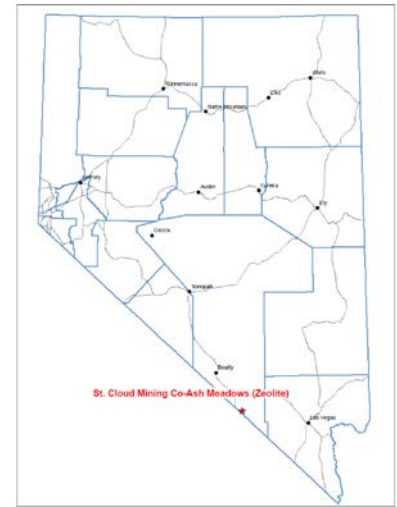 Wells
Elko
Winnemucca
Battle Mountain
Fernley
Austin
Eureka
Ely
Gabbs
Tonopah
Beatty
St. Cloud Mining Co-Ash Meadows (Zeolite)
Las Vegas